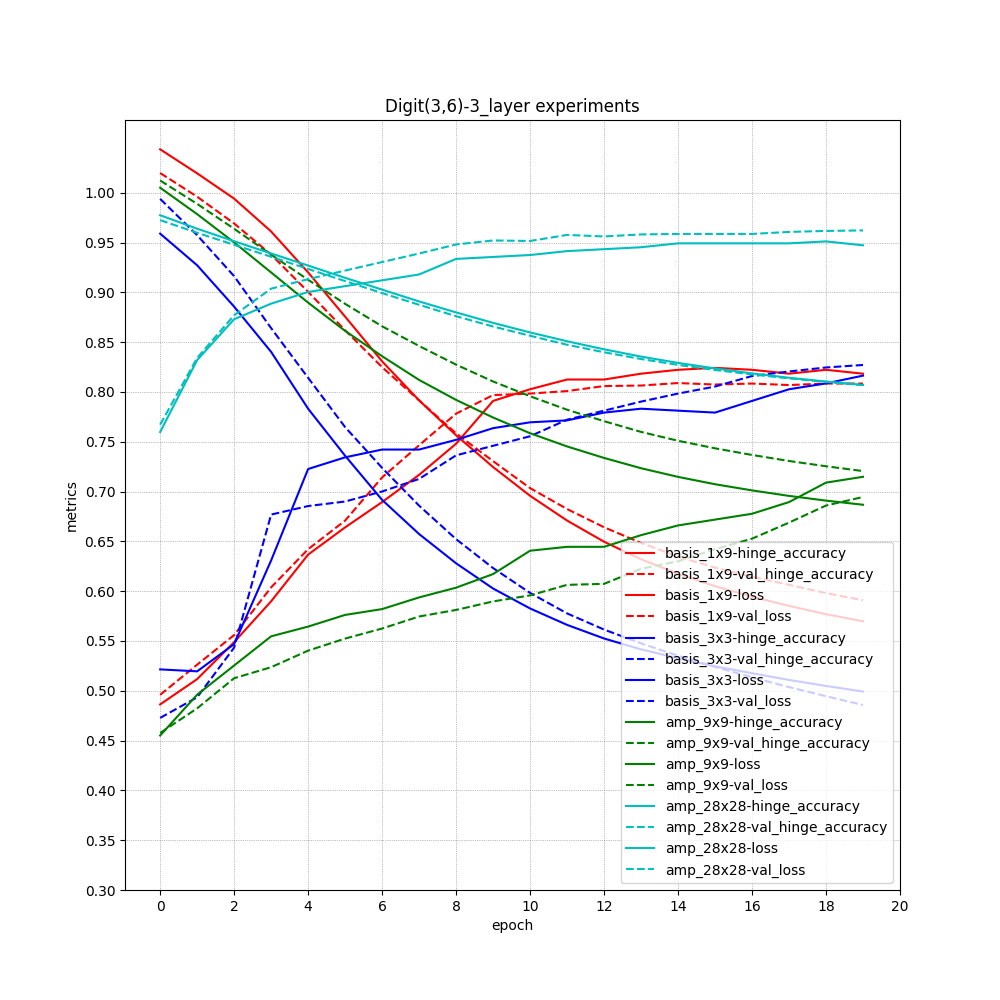 Digit(3,6)-3_layer experiments
metrics
1.00
0.95
0.90
0.85
0.80
0.75
0.70
0.65
0.60
0.55
0.50
0.45
0.40
0.35
0.30
basis_1x9-hinge_accuracy
basis_1x9-val_hinge_accuracy
basis_1x9-loss
basis_1x9-val_loss
basis_3x3-hinge_accuracy
basis_3x3-val_hinge_accuracy
basis_3x3-loss
basis_3x3-val_loss
amp_9x9-hinge_accuracy
amp_9x9-val_hinge_accuracy
amp_9x9-loss
amp_9x9-val_loss
amp_28x28-hinge_accuracy
amp_28x28-val_hinge_accuracy
amp_28x28-loss
amp_28x28-val_loss
0 2 4 6 8 10 12 14 16 18 20
epoch